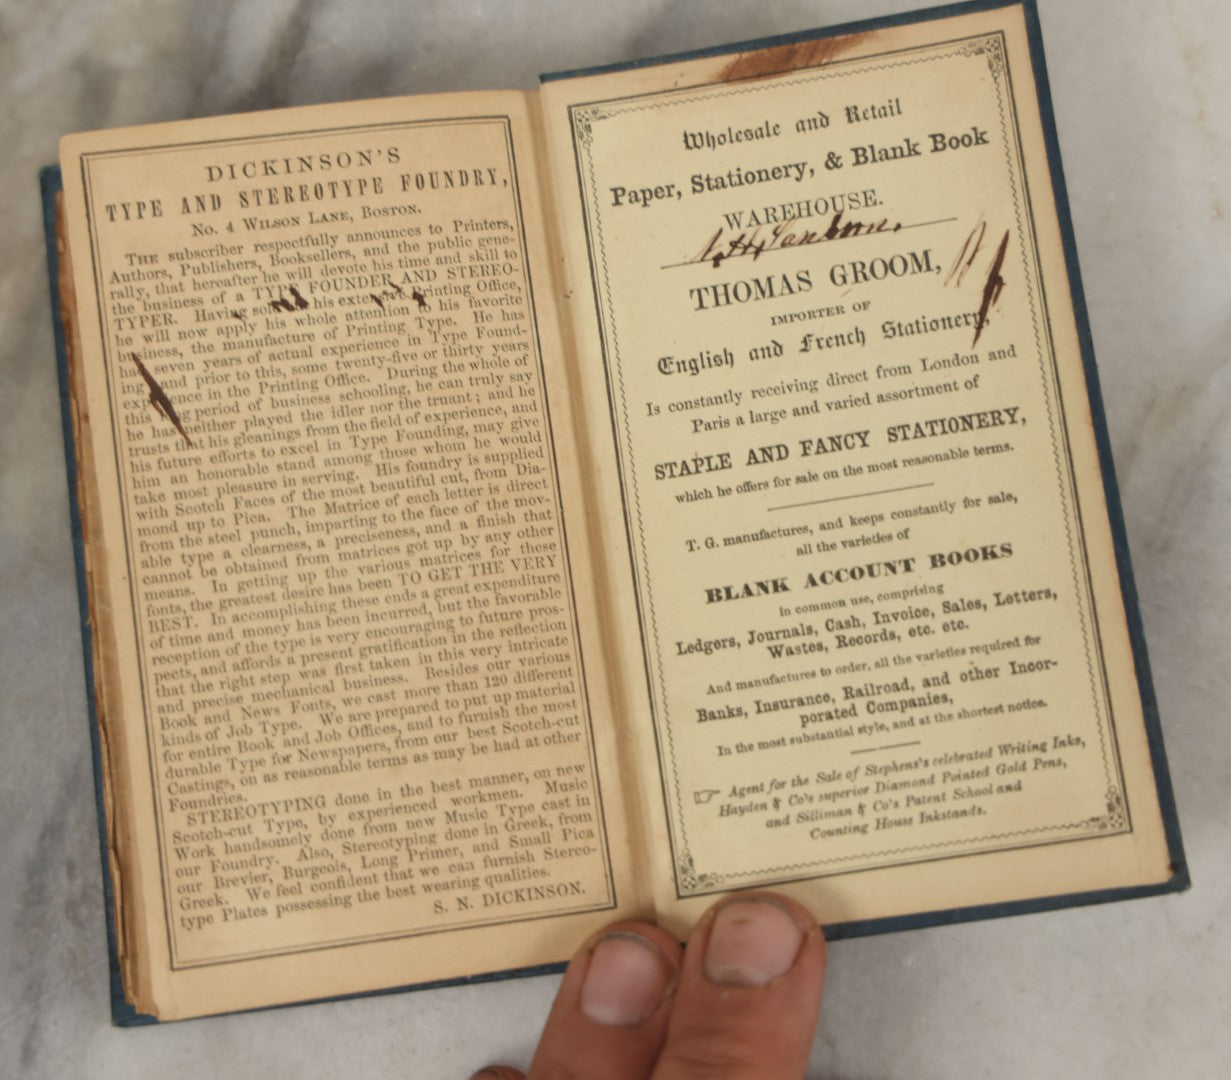 DICKINSON'S
TYPE AND STEREOTYPE FOUNDRY,
No. 4 Wilson Lane, Boston.
The subscriber respectfully announces to Printers,
Authors, Publishers, Booksellers, and the public gene-
rally, that hereafter he will devote his time and skill to
the business of a TYPE FOUNDER AND STEREO-
TYPER. Having sold his extensive Printing Office,
he will now apply his whole attention to his favorite
business, the manufacture of Printing Type. He has
had seven years of actual experience in Type Found-
ing and prior to this, some twenty-five or thirty years
experience in the Printing Office. During the whole of
this long period of business schooling, he can truly say
he has neither played the idler nor the truant; and he
trusts that his gleanings from the field of experience, and
his future efforts to excel in Type Founding, may give
him an honorable stand among those whom he would
take most pleasure in serving. His foundry is supplied
with Scotch Faces of the most beautiful cut, from Dia-
mond up to Pica. The Matrice of each letter is direct
from the steel punch, imparting to the face of the mov-
able type a clearness, a preciseness, and a finish that
cannot be obtained from matrices got up by any other
means. In getting up the various matrices for these
fonts, the greatest desire has been TO GET THE VERY
BEST. In accomplishing these ends a great expenditure
of time and money has been incurred, but the favorable
reception of the type is very encouraging to future pros-
pects, and affords a present gratification in the reflection
that the right step was first taken in this very intricate
and precise mechanical business. Besides our various
Book and News Fonts, we cast more than 120 different
kinds of Job Type. We are prepared to put up material
for entire Book and Job Offices, and to furnish the most
durable Type for Newspapers, from our best Scotch-cut
Castings, on as reasonable terms as may be had at other
Foundries.
STEREOTYPING done in the best manner, on new
Scotch-cut Type, by experienced workmen. Music
Work handsomely done from new Music Type cast in
our Foundry. Also, Stereotyping done in Greek, from
our Brevier, Burgeois, Long Primer, and Small Pica
Greek. We feel confident that we can furnish Stereo-
type Plates possessing the best wearing qualities.
S. N. DICKINSON.
Wholesale and Retail
Paper, Stationery, & Blank Book
WAREHOUSE.
THOMAS GROOM,
IMPORTER OF
English and French Stationery,
Is constantly receiving direct from London and
Paris a large and varied assortment of
STAPLE AND FANCY STATIONERY,
which he offers for sale on the most reasonable terms.
T. G. manufactures, and keeps constantly for sale,
all the varieties of
BLANK ACCOUNT BOOKS
in common use, comprising
Ledgers, Journals, Cash, Invoice, Sales, Letters,
Wastes, Records, etc. etc.
And manufactures to order, all the varieties required for
Banks, Insurance, Railroad, and other Incor-
porated Companies,
In the most substantial style, and at the shortest notice.
Agent for the Sale of Stephens's celebrated Writing Inks,
Hayden & Co's superior Diamond Pointed Gold Pens,
and Silliman & Co's Patent School and
Counting House Inkstands.